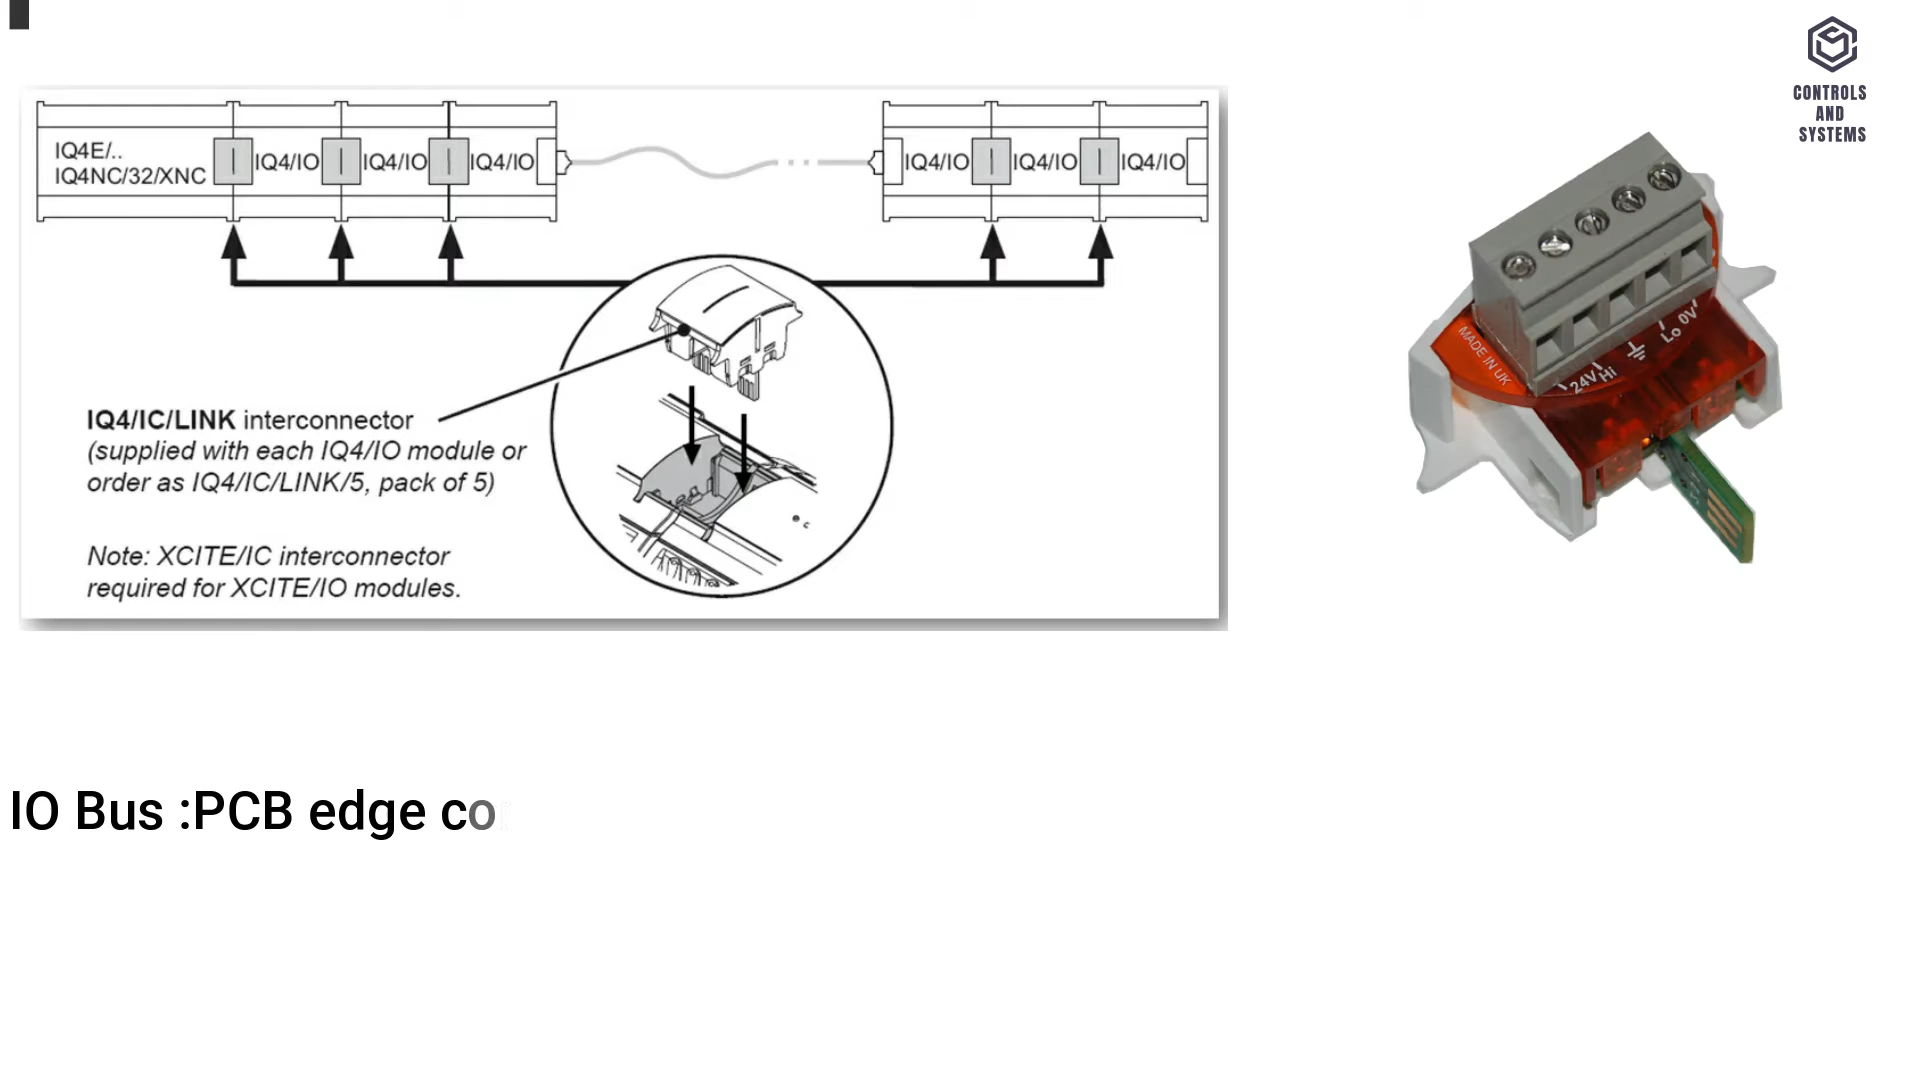 CONTROLS
AND
SYSTEMS
IQ4E/..
IQ4NC/32/XNC
IQ4/IO
IQ4/IO
IQ4/IO
IQ4/IO
IQ4/IO
IQ4/IO
IQ4/IC/LINK interconnector
(supplied with each IQ4/IO module or
order as IQ4/IC/LINK/5, pack of 5)
Note: XCITE/IC interconnector
required for XCITE/IO modules.
c
MADE IN UK
24V
Hi
Lo
0V
IO Bus :PCB edge co